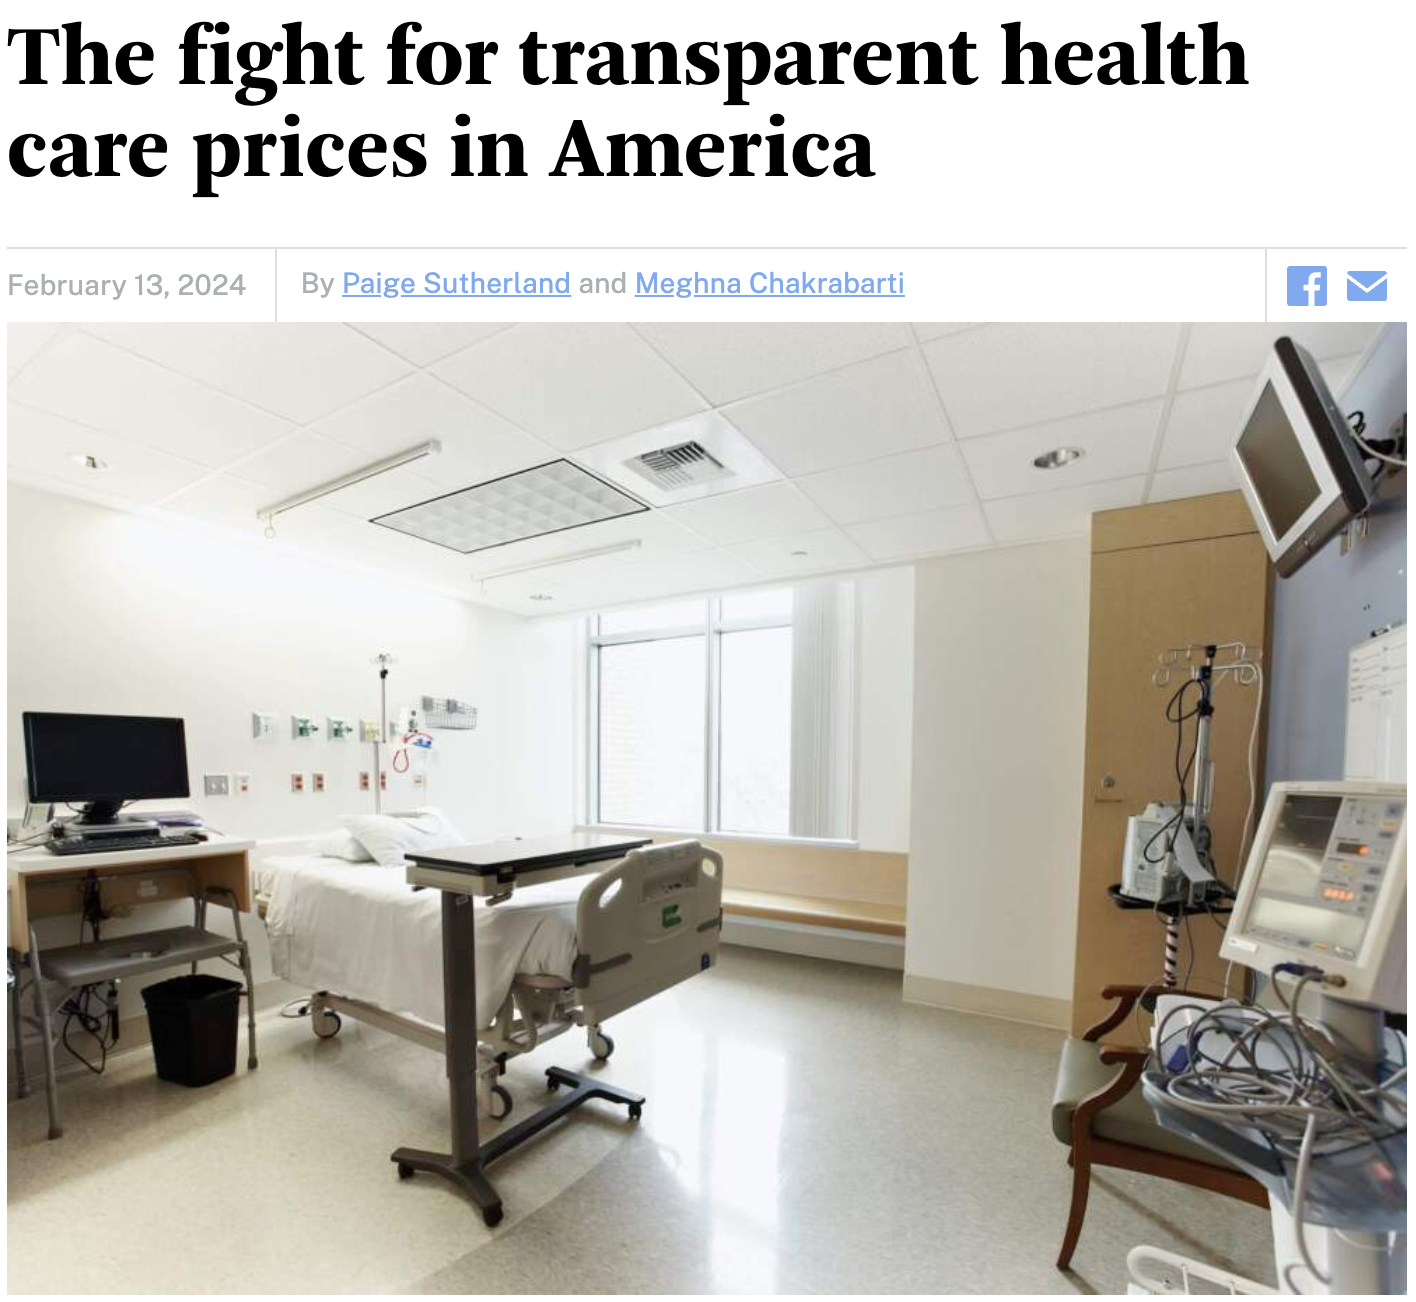 The fight for transparent health
care prices in America
February 13, 2024
By Paige Sutherland and Meghna Chakrabarti